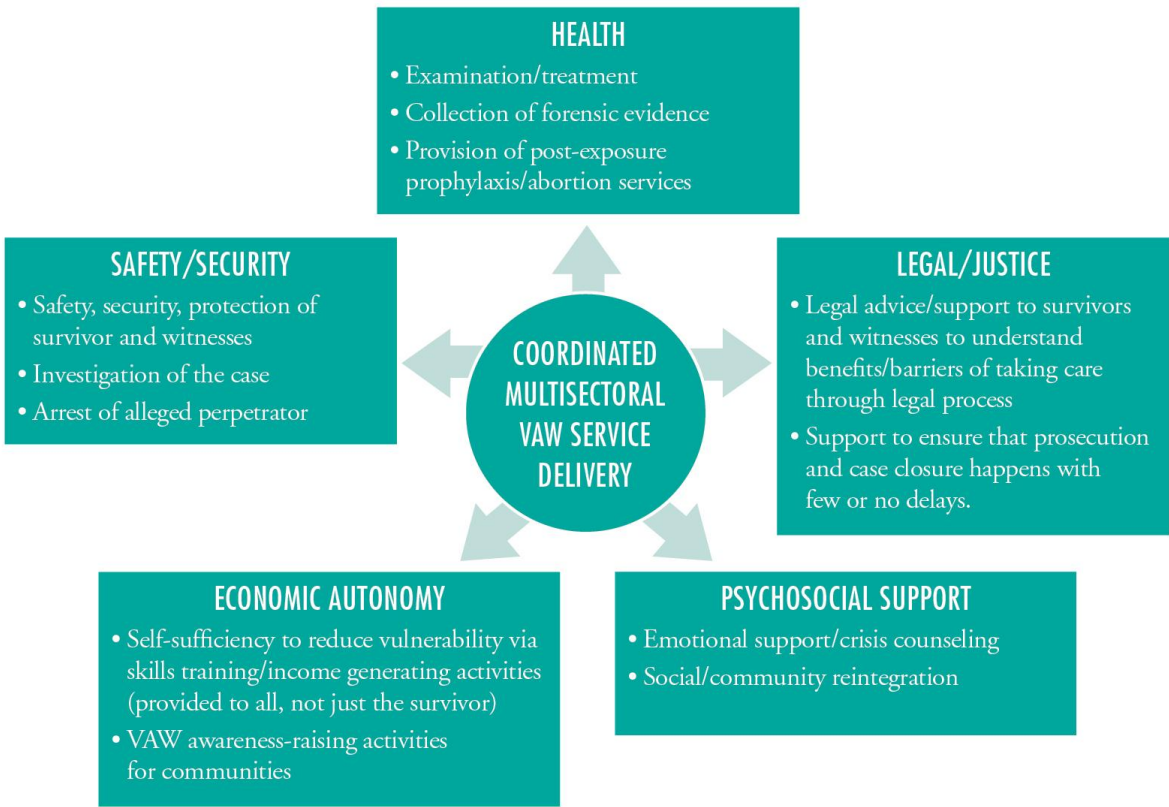 HEALTH
• Examination/treatment
• Collection of forensic evidence
• Provision of post-exposure
prophylaxis/abortion services
SAFETY/SECURITY
• Safety, security, protection of
survivor and witnesses
• Investigation of the case
• Arrest of alleged perpetrator
COORDINATED
MULTISECTORAL
VAW SERVICE
DELIVERY
LEGAL/JUSTICE
• Legal advice/support to survivors
and witnesses to understand
benefits/barriers of taking care
through legal process
• Support to ensure that prosecution
and case closure happens with
few or no delays.
ECONOMIC AUTONOMY
• Self-sufficiency to reduce vulnerability via
skills training/income generating activities
(provided to all, not just the survivor)
• VAW awareness-raising activities
for communities
PSYCHOSOCIAL SUPPORT
• Emotional support/crisis counseling
• Social/community reintegration